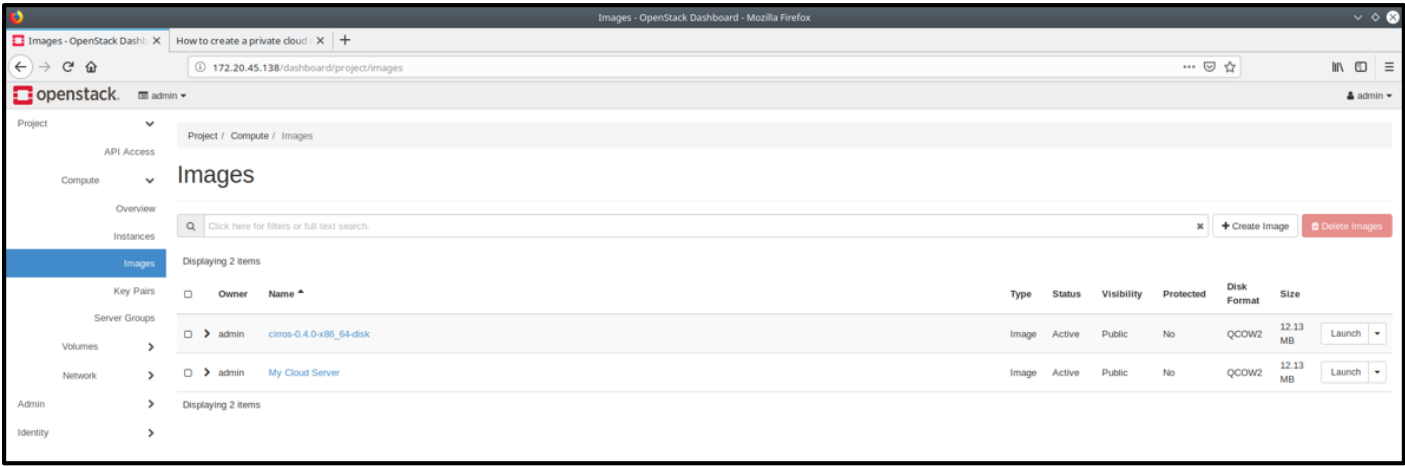 Images - OpenStack Dashboard - Mozilla Firefox
Images - OpenStack Dashb
How to create a private cloud
172.20.45.138/dashboard/project/images
openstack. admin
admin
Project
API Access
Compute
Overview
Instances
Images
Key Pairs
Server Groups
Volumes
Network
Admin
Identity
Project / Compute / Images
Images
Click here for filters or full text search.
+ Create Image
Delete Images
Displaying 2 items
Owner Name Type Status Visibility Protected Disk Format Size
admin cirros-0.4.0-x86_64-disk Image Active Public No QCOW2 12.13 MB Launch
admin My Cloud Server Image Active Public No QCOW2 12.13 MB Launch
Displaying 2 items